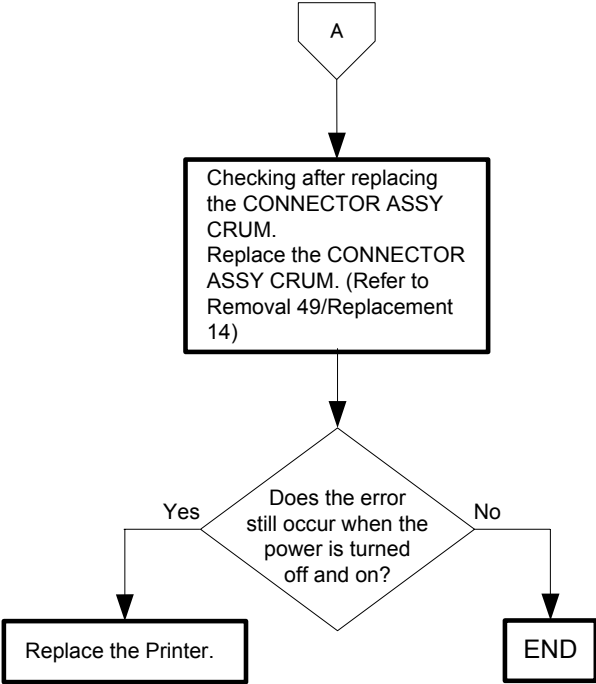 A
Checking after replacing
the CONNECTOR ASSY
CRUM.
Replace the CONNECTOR
ASSY CRUM. (Refer to
Removal 49/Replacement
14)
Does the error
still occur when the
power is turned
off and on?
Yes
No
Replace the Printer.
END